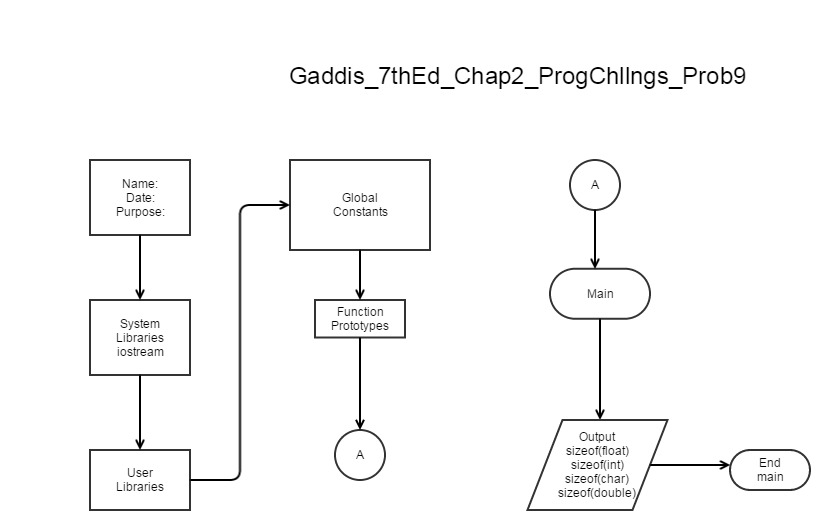 Gaddis_7thEd_Chap2_ProgChllngs_Prob9
Name:
Date:
Purpose:
System
Libraries
iostream
User
Libraries
Global
Constants
Function
Prototypes
A
A
Main
Output
sizeof(float)
sizeof(int)
sizeof(char)
sizeof(double)
End
main